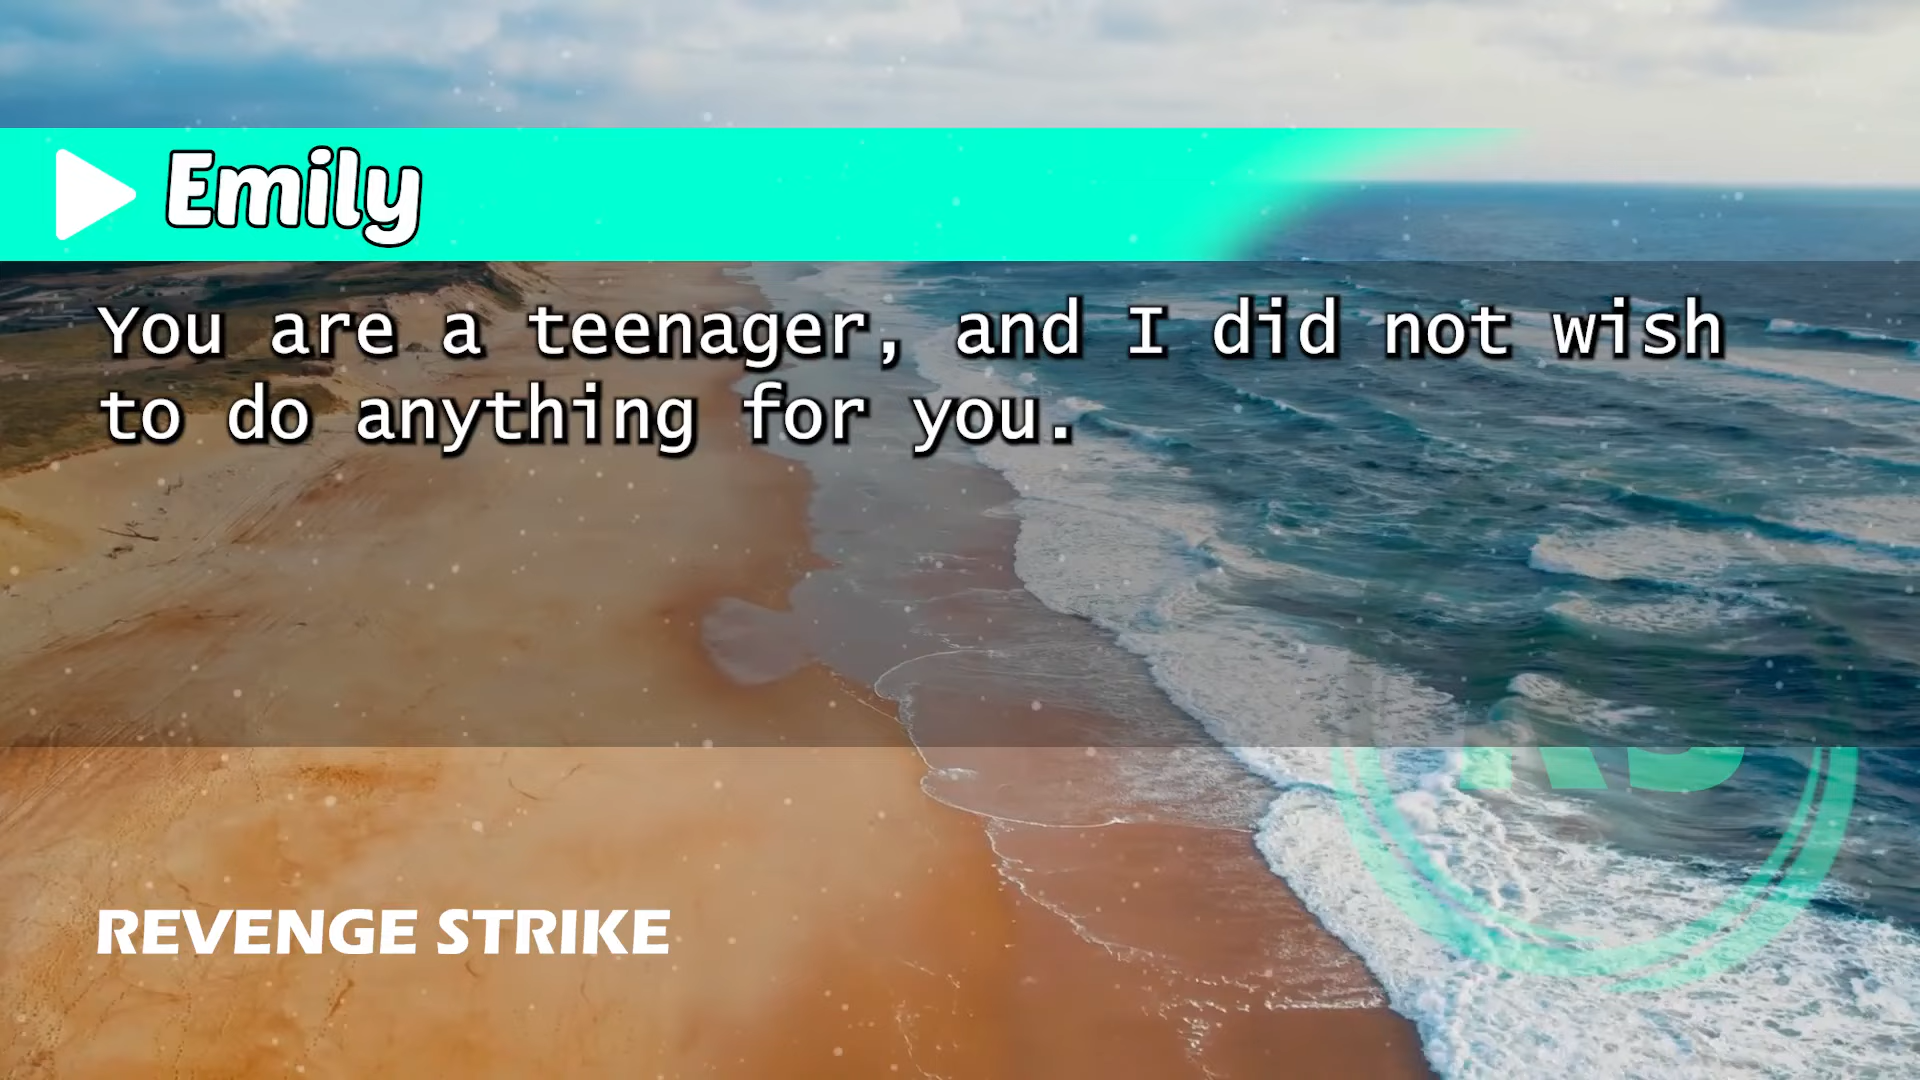 Emily
You are a teenager, and I did not wish
to do anything for you.
REVENGE STRIKE